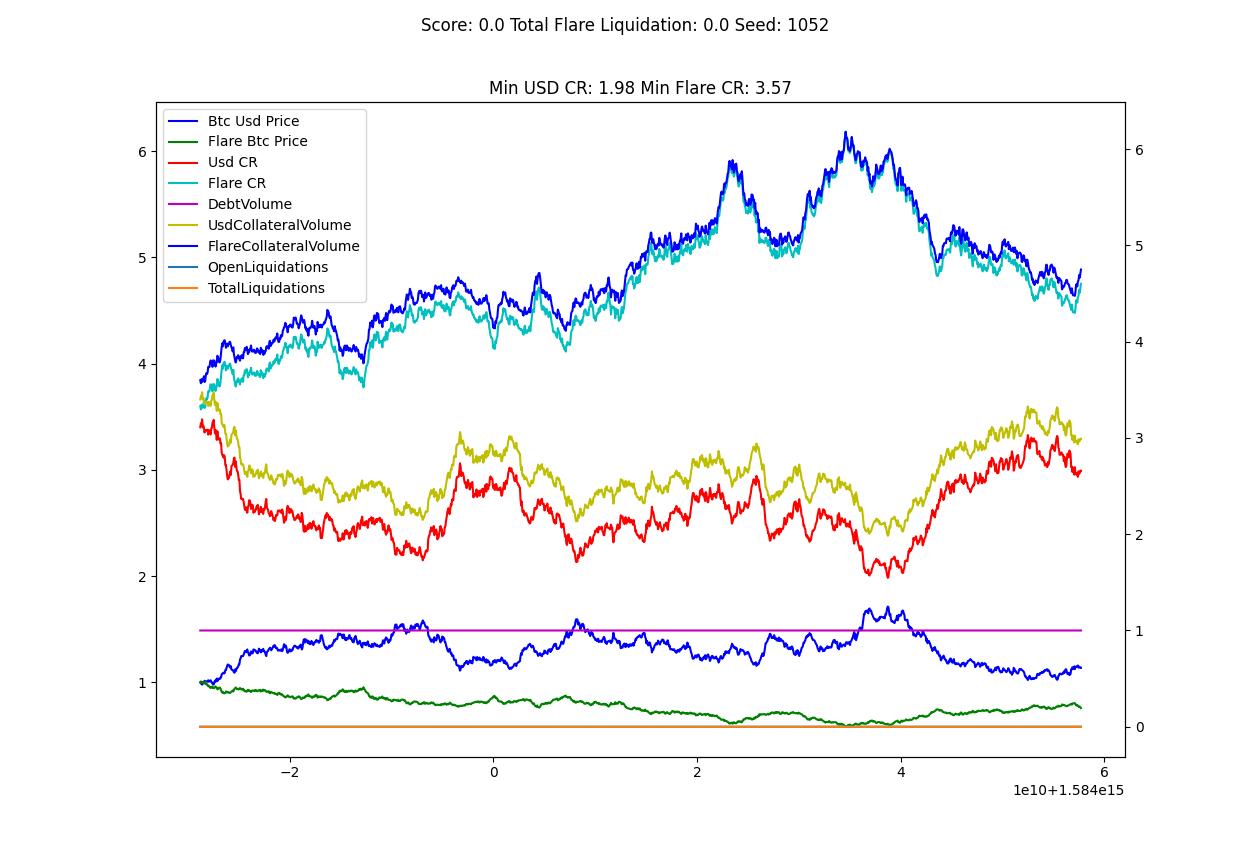 Score: 0.0 Total Flare Liquidation: 0.0 Seed: 1052
Min USD CR: 1.98 Min Flare CR: 3.57
Btc Usd Price
Flare Btc Price
Usd CR
Flare CR
DebtVolume
UsdCollateralVolume
FlareCollateralVolume
OpenLiquidations
TotalLiquidations
6
5
4
3
2
1
6
5
4
3
2
1
0
−2
0
2
4
6
1e10+1.584e15